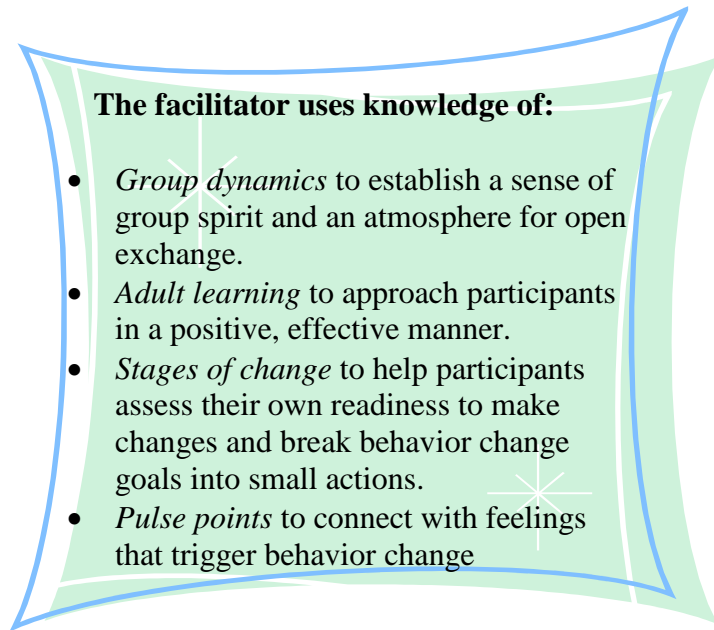 The facilitator uses knowledge of:
• Group dynamics to establish a sense of
group spirit and an atmosphere for open
exchange.
• Adult learning to approach participants
in a positive, effective manner.
• Stages of change to help participants
assess their own readiness to make
changes and break behavior change
goals into small actions.
• Pulse points to connect with feelings
that trigger behavior change